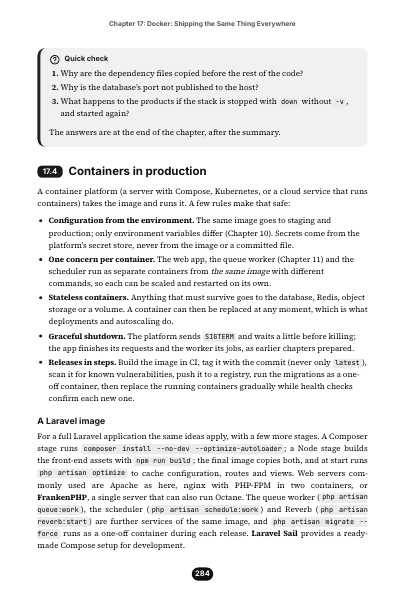 Chapter 17: Docker: Shipping the Same Thing Everywhere
Quick check
1. Why are the dependency files copied before the rest of the code?
2. Why is the database's port not published to the host?
3. What happens to the products if the stack is stopped with down without -v,
and started again?
The answers are at the end of the chapter, after the summary.
17.4 Containers in production
A container platform (a server with Compose, Kubernetes, or a cloud service that runs
containers) takes the image and runs it. A few rules make that safe:
• Configuration from the environment. The same image goes to staging and
production; only environment variables differ (Chapter 10). Secrets come from the
platform's secret store, never from the image or a committed file.
• One concern per container. The web app, the queue worker (Chapter 11) and the
scheduler run as separate containers from the same image with different
commands, so each can be scaled and restarted on its own.
• Stateless containers. Anything that must survive goes to the database, Redis, object
storage or a volume. A container can then be replaced at any moment, which is what
deployments and autoscaling do.
• Graceful shutdown. The platform sends SIGTERM and waits a little before killing;
the app finishes its requests and the worker its jobs, as earlier chapters prepared.
• Releases in steps. Build the image in CI, tag it with the commit (never only latest),
scan it for known vulnerabilities, push it to a registry, run the migrations as a one-
off container, then replace the running containers gradually while health checks
confirm each new one.
A Laravel image
For a full Laravel application the same ideas apply, with a few more stages. A Composer
stage runs composer install --no-dev --optimize-autoloader; a Node stage builds
the front-end assets with npm run build; the final image copies both, and at start runs
php artisan optimize to cache configuration, routes and views. Web servers com-
monly used are Apache as here, nginx with PHP-FPM in two containers, or
FrankenPHP, a single server that can also run Octane. The queue worker (php artisan
queue:work), the scheduler (php artisan schedule:work) and Reverb (php artisan
reverb:start) are further services of the same image, and php artisan migrate --
force runs as a one-off container during each release. Laravel Sail provides a ready-
made Compose setup for development.
284